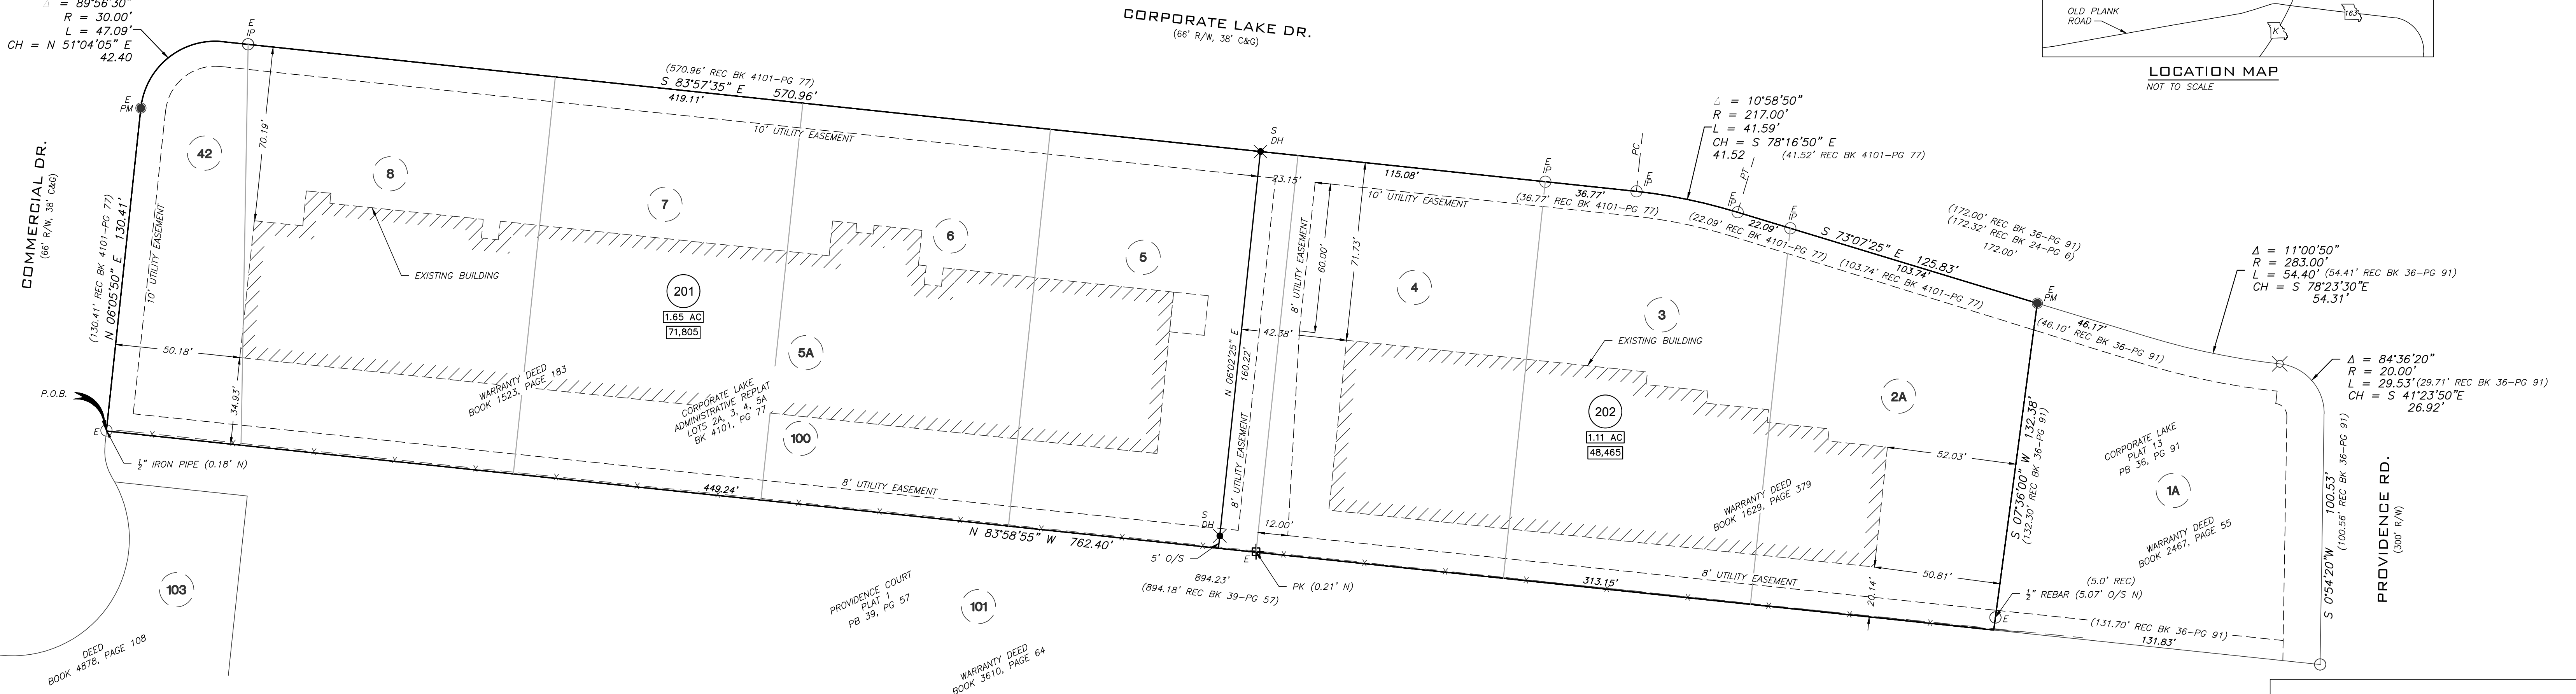 Δ = 89°56'30"
R = 30.00'
L = 47.09'
CH = N 51°04'05" E
42.40
E
IP
E
PM
COMMERCIAL DR.
(66' R/W, 38' C&G)
(130.41' REC BK 4101-PG 77)
N 06°05'50" E 130.41'
10' UTILITY EASEMENT
42
70.19'
8
50.18'
34.93'
P.O.B.
E
½" IRON PIPE (0.18' N)
103
DEED
BOOK 4878, PAGE 108
CORPORATE LAKE DR.
(66' R/W, 38' C&G)
(570.96' REC BK 4101-PG 77)
S 83°57'35" E 570.96'
419.11'
10' UTILITY EASEMENT
EXISTING BUILDING
7
6
5
201
1.65 AC
71,805
5A
WARRANTY DEED
BOOK 1523, PAGE 183
CORPORATE LAKE
ADMINISTRATIVE REPLAT
LOTS 2A, 3, 4, 5A
BK 4101, PG 77
100
449.24'
8' UTILITY EASEMENT
N 83°58'55" W 762.40'
PROVIDENCE COURT
PLAT 1
PB 39, PG 57
101
WARRANTY DEED
BOOK 3610, PAGE 64
S
DH
23.15'
8' UTILITY EASEMENT
60.00'
71.73'
42.38'
N 06°02'25" E
160.22'
8' UTILITY EASEMENT
S
DH
12.00'
5' O/S
E
PK (0.21' N)
894.23'
(894.18' REC BK 39-PG 57)
115.08'
10' UTILITY EASEMENT
E
IP
36.77'
(36.77' REC BK 4101-PG 77)
PC
E
IP
Δ = 10°58'50"
R = 217.00'
L = 41.59'
CH = S 78°16'50" E
41.52 (41.52' REC BK 4101-PG 77)
PT
E
IP
22.09'
(22.09' REC BK 4101-PG 77)
E
IP
S 73°07'25" E 125.83'
103.74'
(103.74' REC BK 4101-PG 77)
(172.00' REC BK 36-PG 91)
(172.32' REC BK 24-PG 6)
172.00'
E
PM
4
3
EXISTING BUILDING
202
1.11 AC
48,465
2A
WARRANTY DEED
BOOK 1629, PAGE 379
52.03'
50.81'
20.14'
8' UTILITY EASEMENT
313.15'
S 07°36'00" W 132.38'
(132.30' REC BK 36-PG 91)
46.17'
(46.10' REC BK 36-PG 91)
Δ = 11°00'50"
R = 283.00'
L = 54.40' (54.41' REC BK 36-PG 91)
CH = S 78°23'30"E
54.31'
Δ = 84°36'20"
R = 20.00'
L = 29.53' (29.71' REC BK 36-PG 91)
CH = S 41°23'50"E
26.92'
CORPORATE LAKE
PLAT 13
PB 36, PG 91
1A
WARRANTY DEED
BOOK 2467, PAGE 55
(5.0' REC)
½" REBAR (5.07' O/S N)
E
(131.70' REC BK 36-PG 91)
131.83'
S 0°54'20"W 100.53'
(100.56' REC BK 36-PG 91)
PROVIDENCE RD.
(300' R/W)
OLD PLANK
ROAD
K
163
LOCATION MAP
NOT TO SCALE